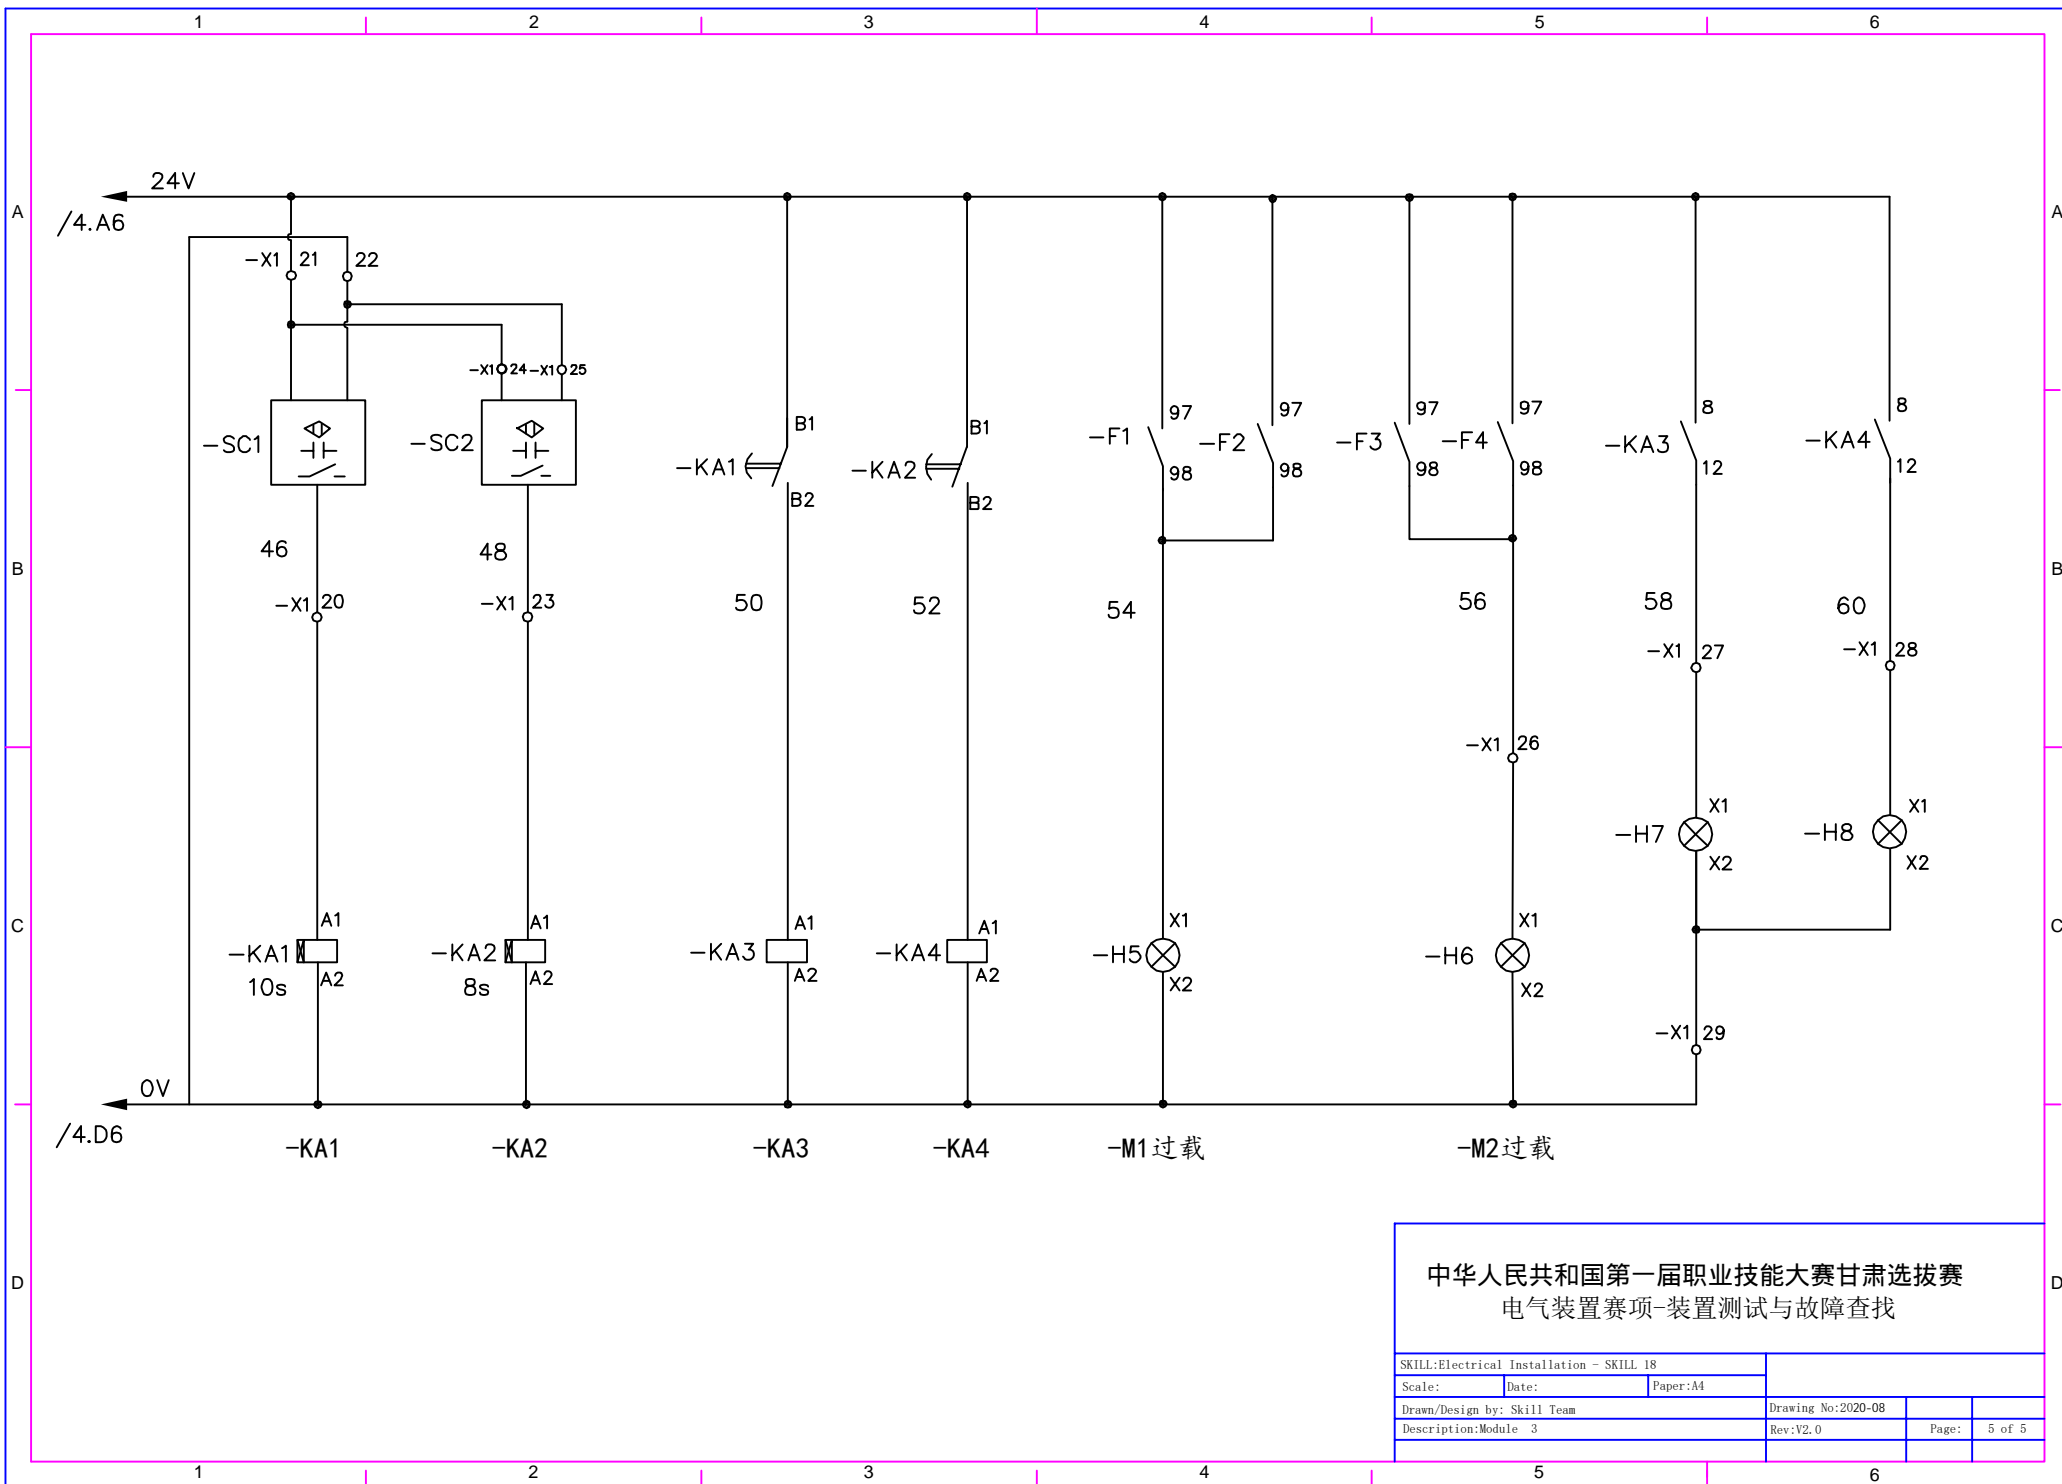 1 2 3 4 5 6
24V
A A
/4.A6
-X1 21 22
-X1 24 -X1 25
-SC1 -SC2
B1 B1
-KA1 -KA2
B2 B2
97 97 97 97 8 8
-F1 -F2 -F3 -F4 -KA3 -KA4
98 98 98 98 12 12
46 48
B B
-X1 20 -X1 23
50 52 54 56 58 60
-X1 27 -X1 28
-X1 26
X1 X1
-H7 -H8
X2 X2
C C
A1 A1 A1 A1 X1 X1
-KA1 -KA2 -KA3 -KA4 -H5 -H6
A2 A2 A2 A2 X2 X2
10s 8s
-X1 29
0V
/4.D6
-KA1 -KA2 -KA3 -KA4 -M1过载 -M2过载
D D
中华人民共和国第一届职业技能大赛甘肃选拔赛
电气装置赛项-装置测试与故障查找
SKILL:Electrical Installation - SKILL 18
Scale: Date: Paper:A4
Drawn/Design by: Skill Team Drawing No:2020-08
Description:Module 3 Rev:V2.0 Page: 5 of 5
1 2 3 4 5 6